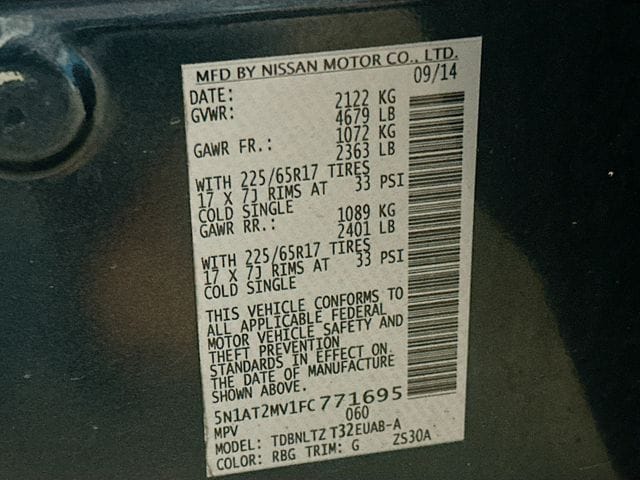 MFD BY NISSAN MOTOR CO., LTD.
DATE: 09/14
GVWR: 2122 KG
4679 LB
GAWR FR.: 1072 KG
2363 LB
WITH 225/65R17 TIRES
17 X 7J RIMS AT 33 PSI
COLD SINGLE
GAWR RR.: 1089 KG
2401 LB
WITH 225/65R17 TIRES
17 X 7J RIMS AT 33 PSI
COLD SINGLE
THIS VEHICLE CONFORMS TO
ALL APPLICABLE FEDERAL
MOTOR VEHICLE SAFETY AND
THEFT PREVENTION
STANDARDS IN EFFECT ON
THE DATE OF MANUFACTURE
SHOWN ABOVE.
5N1AT2MV1FC771695
MPV 060
MODEL: TDBNLTZ T32EUAB-A
COLOR: RBG TRIM: G ZS30A